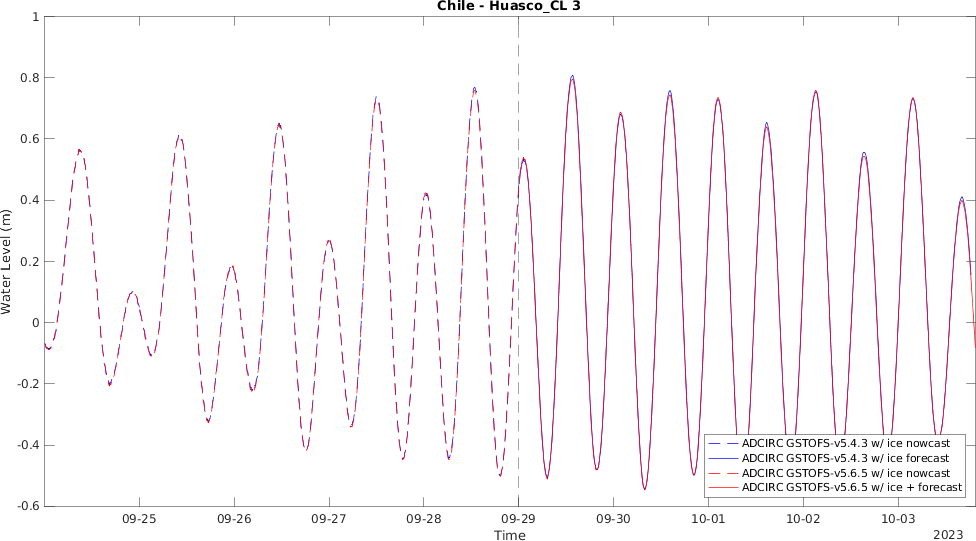 Chile - Huasco_CL 3
1
0.8
0.6
0.4
0.2
0
-0.2
-0.4
-0.6
Water Level (m)
09-25 09-26 09-27 09-28 09-29 09-30 10-01 10-02 10-03
Time
2023
ADCIRC GSTOFS-v5.4.3 w/ ice nowcast
ADCIRC GSTOFS-v5.4.3 w/ ice forecast
ADCIRC GSTOFS-v5.6.5 w/ ice nowcast
ADCIRC GSTOFS-v5.6.5 w/ ice + forecast